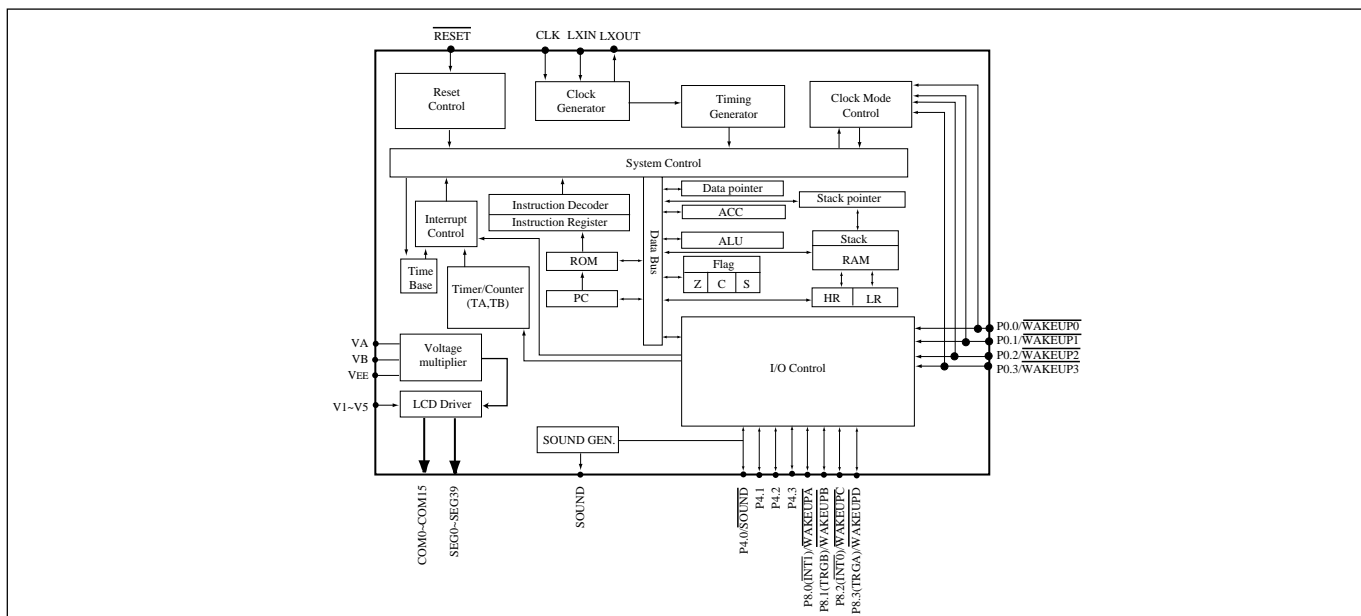 RESET
CLK LXIN LXOUT
Reset
Control
Clock
Generator
Timing
Generator
Clock Mode
Control
System Control
Data pointer
Stack pointer
Instruction Decoder
Instruction Register
ACC
Interrupt
Control
Data Bus
ALU
Stack
RAM
ROM
Flag
Z C S
Time
Base
Timer/Counter
(TA,TB)
PC
HR LR
P0.0/WAKEUP0
P0.1/WAKEUP1
P0.2/WAKEUP2
P0.3/WAKEUP3
VA
VB
VEE
Voltage
multiplier
I/O Control
V1~V5
LCD Driver
SOUND GEN.
COM0~COM15
SEG0~SEG39
SOUND
P4.0/SOUND
P4.1
P4.2
P4.3
P8.0(INT1)/WAKEUPA
P8.1(TRGB)/WAKEUPB
P8.2(INT0)/WAKEUPC
P8.3(TRGA)/WAKEUPD